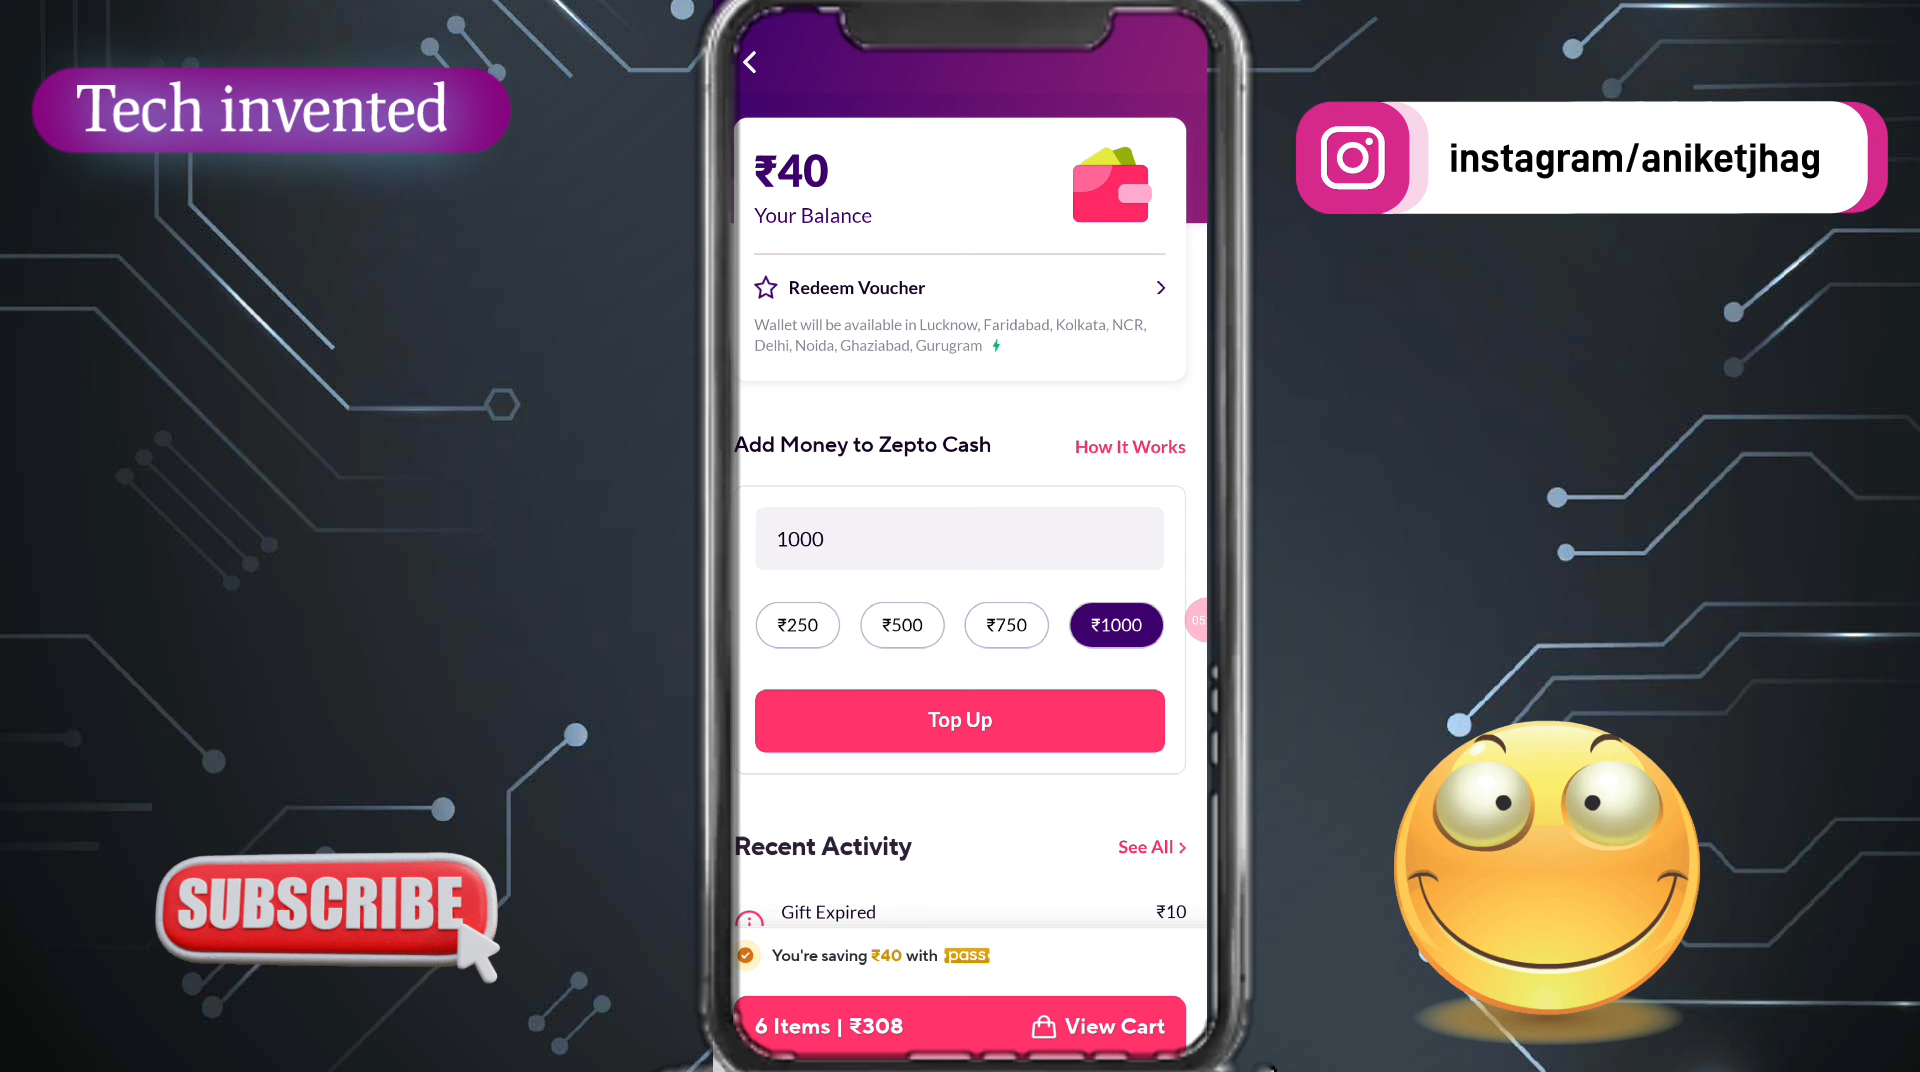 Tech invented
instagram/aniketjhag
₹40
Your Balance
Redeem Voucher
Wallet will be available in Lucknow, Faridabad, Kolkata, NCR,
Delhi, Noida, Ghaziabad, Gurugram
Add Money to Zepto Cash
How It Works
1000
₹250
₹500
₹750
₹1000
Top Up
Recent Activity
See All
Gift Expired
₹10
You're saving ₹40 with pass
6 Items | ₹308
View Cart
SUBSCRIBE